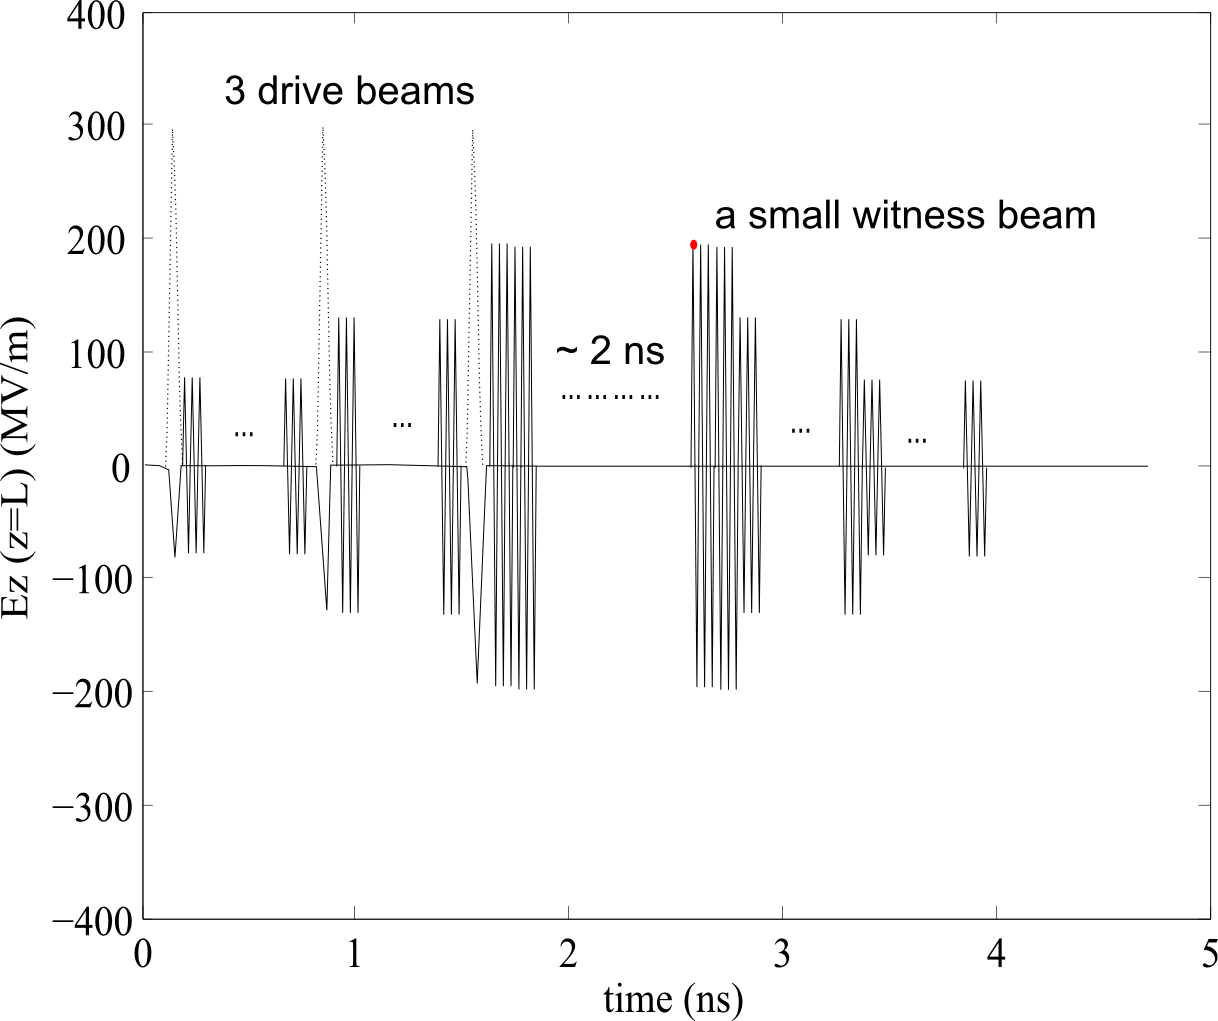 400
3 drive beams
300
a small witness beam
200
~ 2 ns
100
... ... ... ...
...
...
...
...
0
Ez (z=L) (MV/m)
−100
−200
−300
−400
0 1 2 3 4 5
time (ns)